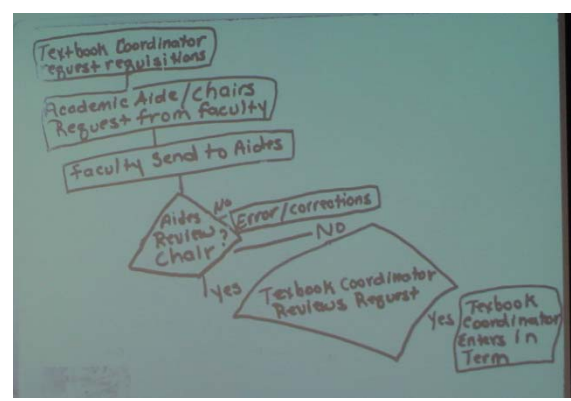 Textbook Coordinator
request requisitions
Academic Aide/chairs
Request from faculty
faculty Send to Aides
Aides
Review
Chair?
No
Error/corrections
NO
yes
Texbook Coordinator
Reviews Request
yes
Texbook
Coordinator
Enters in
Term